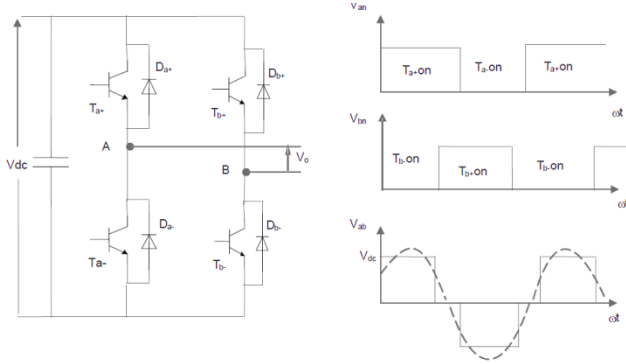 Da+
Ta+
Db+
Tb+
A
Vdc
Vo
B
Da-
Ta-
Db-
Tb-
van
Ta+on
Ta-on
Ta+on
ωt
Vbn
Tb-on
Tb+on
Tb-on
ωt
Vab
Vdc
ωt